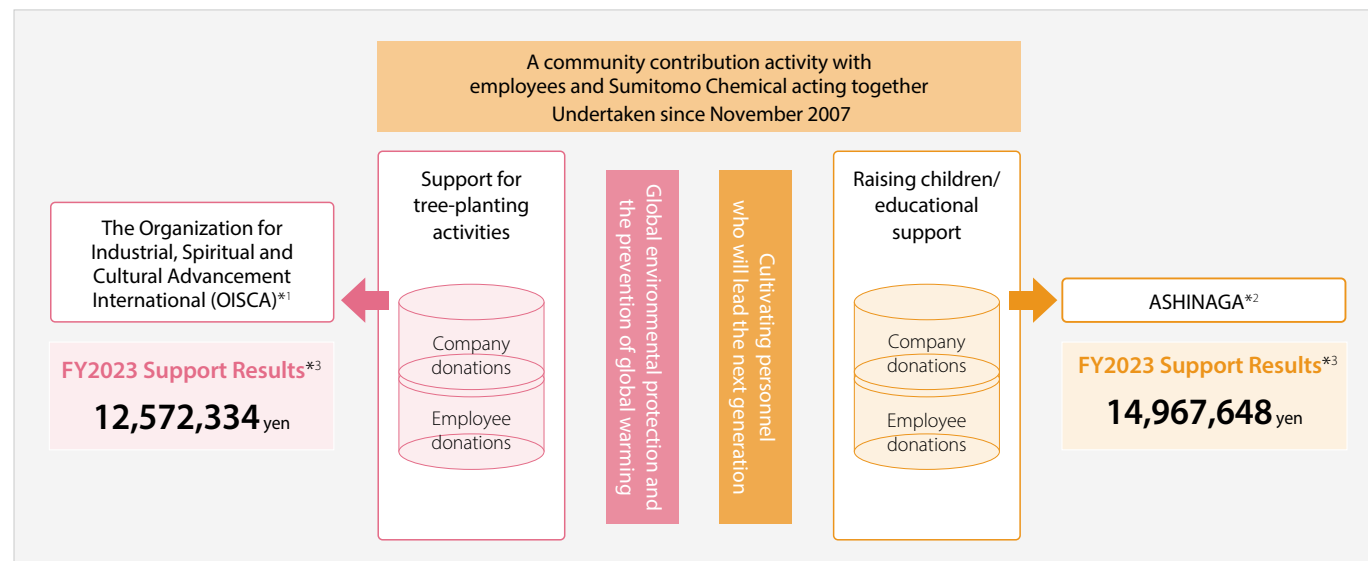 A community contribution activity with
employees and Sumitomo Chemical acting together
Undertaken since November 2007
The Organization for
Industrial, Spiritual and
Cultural Advancement
International (OISCA)*1
FY2023 Support Results*3
12,572,334 yen
Support for
tree-planting
activities
Company
donations
Employee
donations
Global environmental protection and
the prevention of global warming
Cultivating personnel
who will lead the next generation
Raising children/
educational
support
Company
donations
Employee
donations
ASHINAGA*2
FY2023 Support Results*3
14,967,648 yen